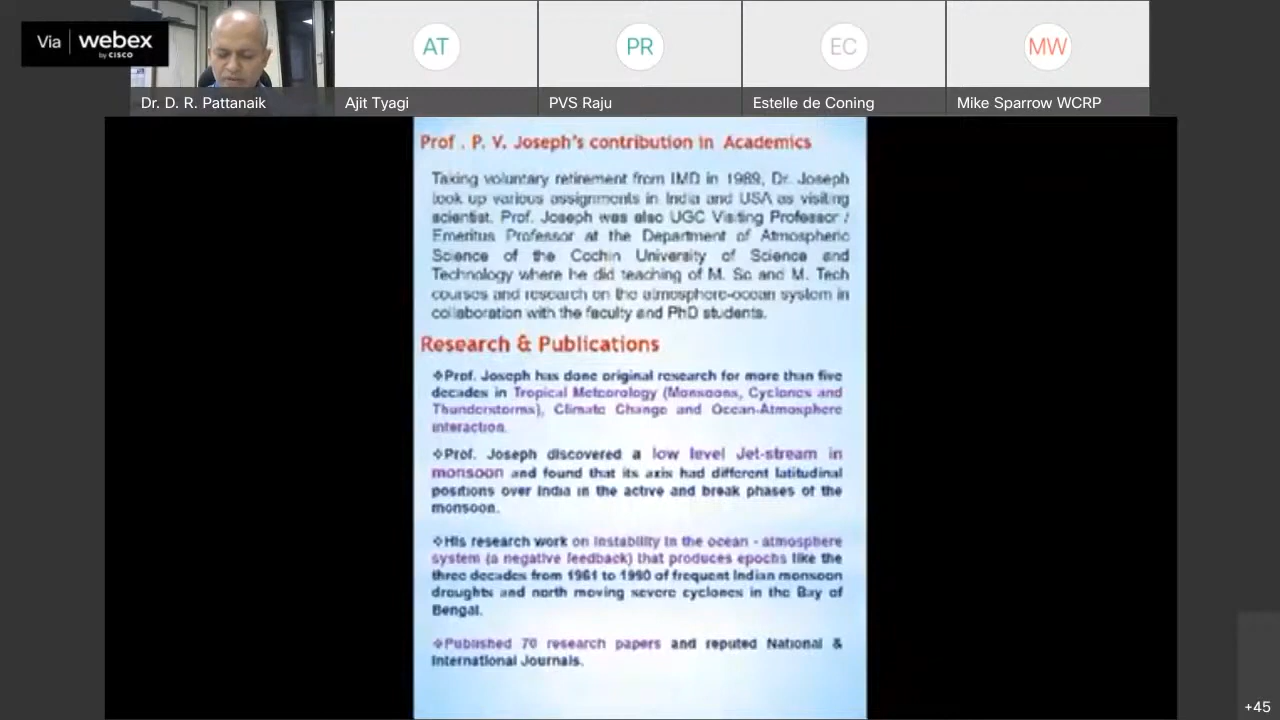 Via webex
by CISCO
AT
PR
EC
MW
Dr. D. R. Pattanaik
Ajit Tyagi
PVS Raju
Estelle de Coning
Mike Sparrow WCRP
Prof . P. V. Joseph's contribution in Academics
Taking voluntary retirement from IMD in 1989, Dr. Joseph
took up various assignments in India and USA as visiting
scientist. Prof. Joseph was also UGC Visiting Professor /
Emeritus Professor at the Department of Atmospheric
Science of the Cochin University of Science and
Technology where he did teaching of M. Sc and M. Tech
courses and research on the atmosphere-ocean system in
collaboration with the faculty and PhD students.
Research & Publications
❖Prof. Joseph has done original research for more than five
decades in Tropical Meteorology (Monsoons, Cyclones and
Thunderstorms), Climate Change and Ocean-Atmosphere
interaction.
❖Prof. Joseph discovered a low level Jet-stream in
monsoon and found that its axis had different latitudinal
positions over India in the active and break phases of the
monsoon.
❖His research work on instability in the ocean - atmosphere
system (a negative feedback) that produces epochs like the
three decades from 1961 to 1990 of frequent Indian monsoon
droughts and north moving severe cyclones in the Bay of
Bengal.
❖Published 70 research papers and reputed National &
International Journals.
+45